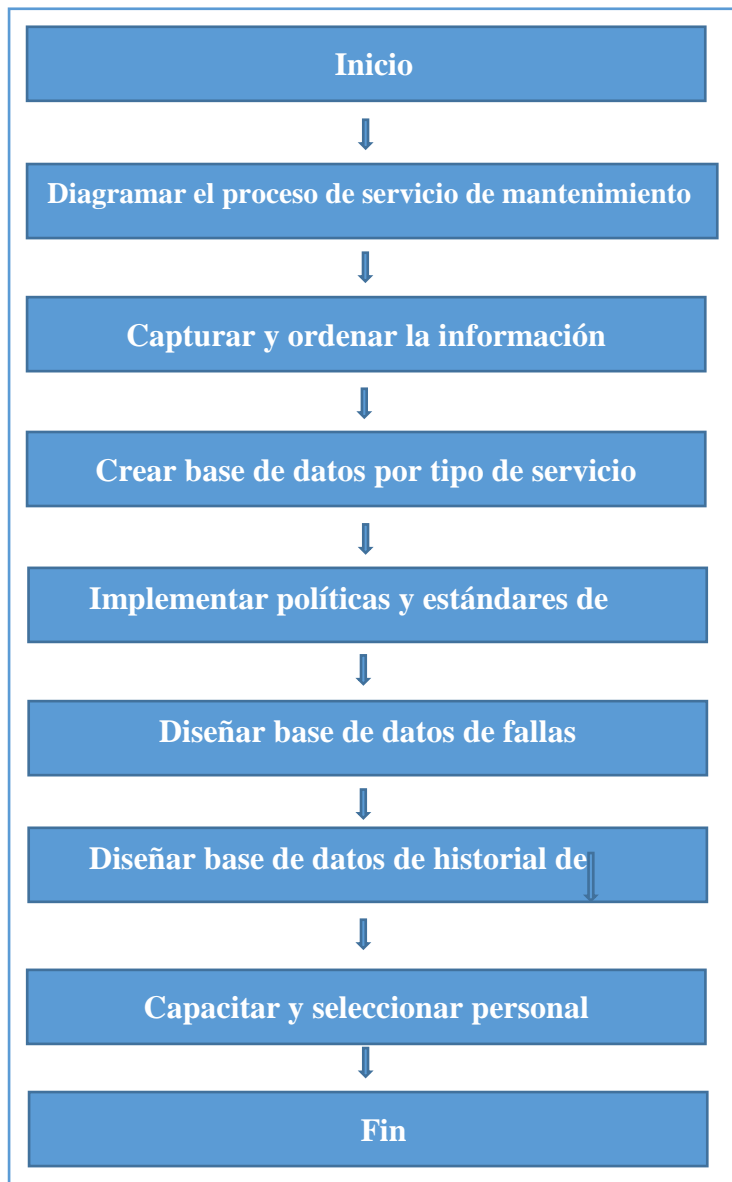 Inicio
Diagramar el proceso de servicio de mantenimiento
Capturar y ordenar la información
Crear base de datos por tipo de servicio
Implementar políticas y estándares de
Diseñar base de datos de fallas
Diseñar base de datos de historial de
Capacitar y seleccionar personal
Fin